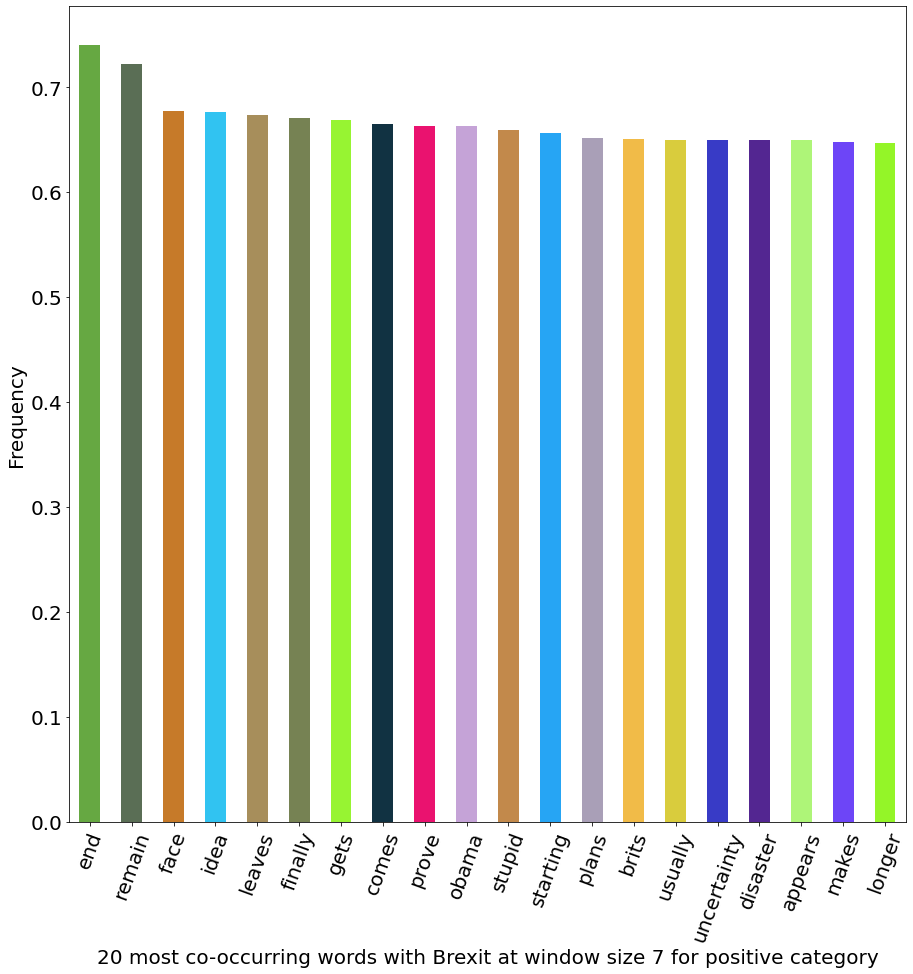 Frequency
0.7
0.6
0.5
0.4
0.3
0.2
0.1
0.0
end
remain
face
idea
leaves
finally
gets
comes
prove
obama
stupid
starting
plans
brits
usually
uncertainty
disaster
appears
makes
longer
20 most co-occurring words with Brexit at window size 7 for positive category